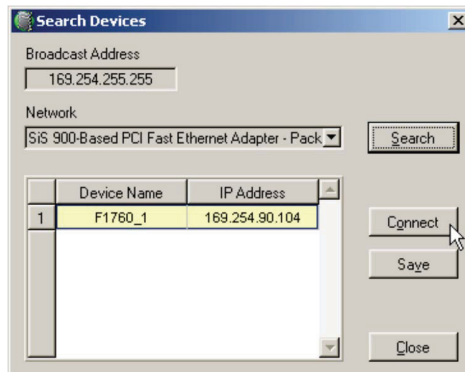 Search Devices
Broadcast Address
169.254.255.255
Network
SiS 900-Based PCI Fast Ethernet Adapter - Pack
Search
Device Name IP Address
1 F1760_1 169.254.90.104
Connect
Save
Close